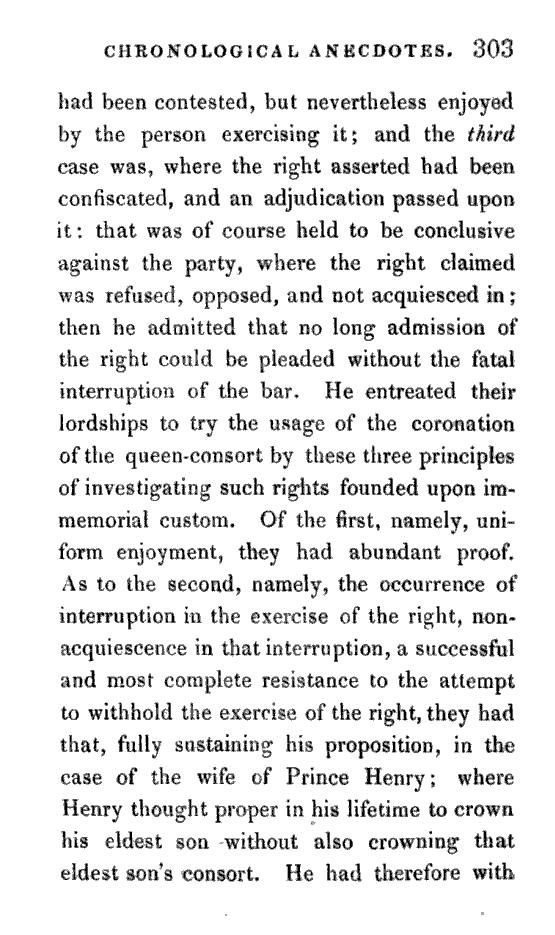 CHRONOLOGICAL ANECDOTES. 303
had been contested, but nevertheless enjoyed
by the person exercising it; and the third
case was, where the right asserted had been
confiscated, and an adjudication passed upon
it: that was of course held to be conclusive
against the party, where the right claimed
was refused, opposed, and not acquiesced in;
then he admitted that no long admission of
the right could be pleaded without the fatal
interruption of the bar. He entreated their
lordships to try the usage of the coronation
of the queen-consort by these three principles
of investigating such rights founded upon im-
memorial custom. Of the first, namely, uni-
form enjoyment, they had abundant proof.
As to the second, namely, the occurrence of
interruption in the exercise of the right, non-
acquiescence in that interruption, a successful
and most complete resistance to the attempt
to withhold the exercise of the right, they had
that, fully sustaining his proposition, in the
case of the wife of Prince Henry; where
Henry thought proper in his lifetime to crown
his eldest son without also crowning that
eldest son's consort. He had therefore with